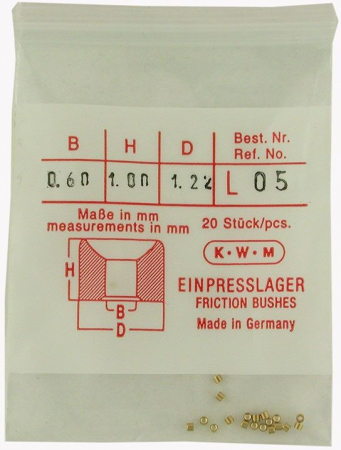 B H D Best. Nr.
Ref. No.
0.60 1.00 1.22 L 05
Maße in mm
measurements in mm
20 Stück/pcs.
K·W·M
H
B
D
EINPRESSLAGER
FRICTION BUSHES
Made in Germany